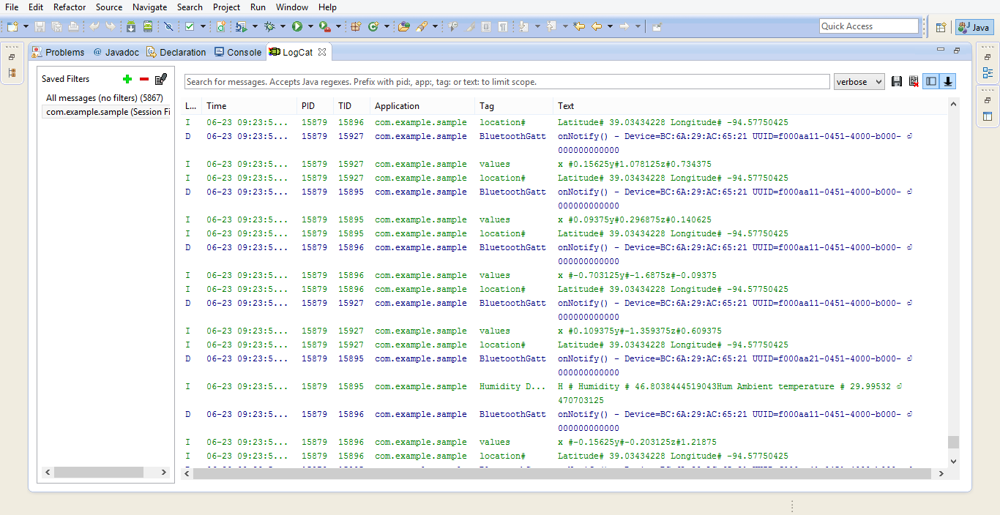 File Edit Refactor Source Navigate Search Project Run Window Help
Quick Access Java
Problems @ Javadoc Declaration Console LogCat
Saved Filters
All messages (no filters) (5867)
com.example.sample (Session Fi
Search for messages. Accepts Java regexes. Prefix with pid:, app:, tag: or text: to limit scope. verbose
L... Time PID TID Application Tag Text
I 06-23 09:23:5... 15879 15896 com.example.sample location# Latitude# 39.03434228 Longitude# -94.57750425
D 06-23 09:23:5... 15879 15927 com.example.sample BluetoothGatt onNotify() - Device=BC:6A:29:AC:65:21 UUID=f000aa11-0451-4000-b000-
000000000000
I 06-23 09:23:5... 15879 15927 com.example.sample values x #0.15625y#1.078125z#0.734375
I 06-23 09:23:5... 15879 15927 com.example.sample location# Latitude# 39.03434228 Longitude# -94.57750425
D 06-23 09:23:5... 15879 15895 com.example.sample BluetoothGatt onNotify() - Device=BC:6A:29:AC:65:21 UUID=f000aa11-0451-4000-b000-
000000000000
I 06-23 09:23:5... 15879 15895 com.example.sample values x #0.09375y#0.296875z#0.140625
I 06-23 09:23:5... 15879 15895 com.example.sample location# Latitude# 39.03434228 Longitude# -94.57750425
D 06-23 09:23:5... 15879 15896 com.example.sample BluetoothGatt onNotify() - Device=BC:6A:29:AC:65:21 UUID=f000aa11-0451-4000-b000-
000000000000
I 06-23 09:23:5... 15879 15896 com.example.sample values x #-0.703125y#-1.6875z#-0.09375
I 06-23 09:23:5... 15879 15896 com.example.sample location# Latitude# 39.03434228 Longitude# -94.57750425
D 06-23 09:23:5... 15879 15927 com.example.sample BluetoothGatt onNotify() - Device=BC:6A:29:AC:65:21 UUID=f000aa11-0451-4000-b000-
000000000000
I 06-23 09:23:5... 15879 15927 com.example.sample values x #0.109375y#-1.359375z#0.609375
I 06-23 09:23:5... 15879 15927 com.example.sample location# Latitude# 39.03434228 Longitude# -94.57750425
D 06-23 09:23:5... 15879 15895 com.example.sample BluetoothGatt onNotify() - Device=BC:6A:29:AC:65:21 UUID=f000aa21-0451-4000-b000-
000000000000
I 06-23 09:23:5... 15879 15895 com.example.sample Humidity D... H # Humidity # 46.8038444519043Hum Ambient temperature # 29.99532
470703125
D 06-23 09:23:5... 15879 15896 com.example.sample BluetoothGatt onNotify() - Device=BC:6A:29:AC:65:21 UUID=f000aa11-0451-4000-b000-
000000000000
I 06-23 09:23:5... 15879 15896 com.example.sample values x #-0.15625y#-0.203125z#1.21875
I 06-23 09:23:5... 15879 15896 com.example.sample location# Latitude# 39.03434228 Longitude# -94.57750425